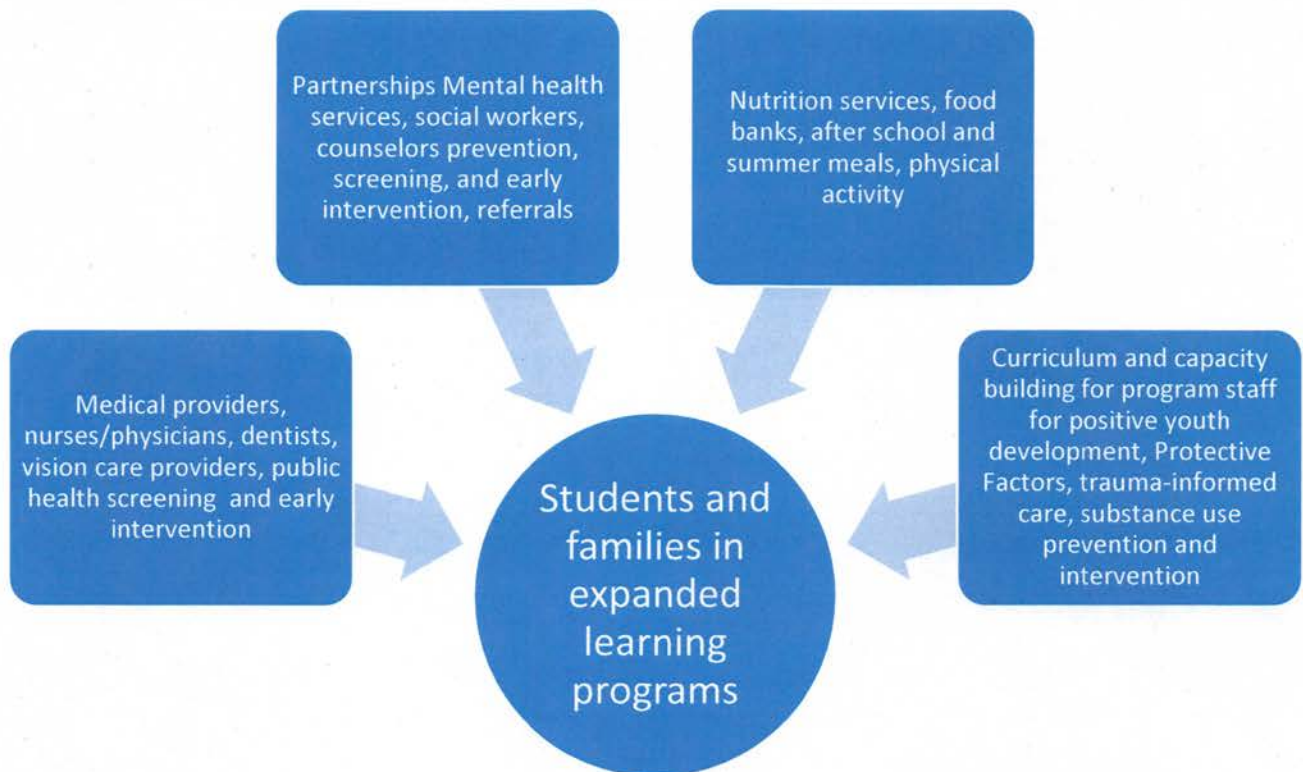 Partnerships Mental health
services, social workers,
counselors prevention,
screening, and early
intervention, referrals
Nutrition services, food
banks, after school and
summer meals, physical
activity
Medical providers,
nurses/physicians, dentists,
vision care providers, public
health screening and early
intervention
Curriculum and capacity
building for program staff
for positive youth
development, Protective
Factors, trauma-informed
care, substance use
prevention and
intervention
Students and
families in
expanded
learning
programs